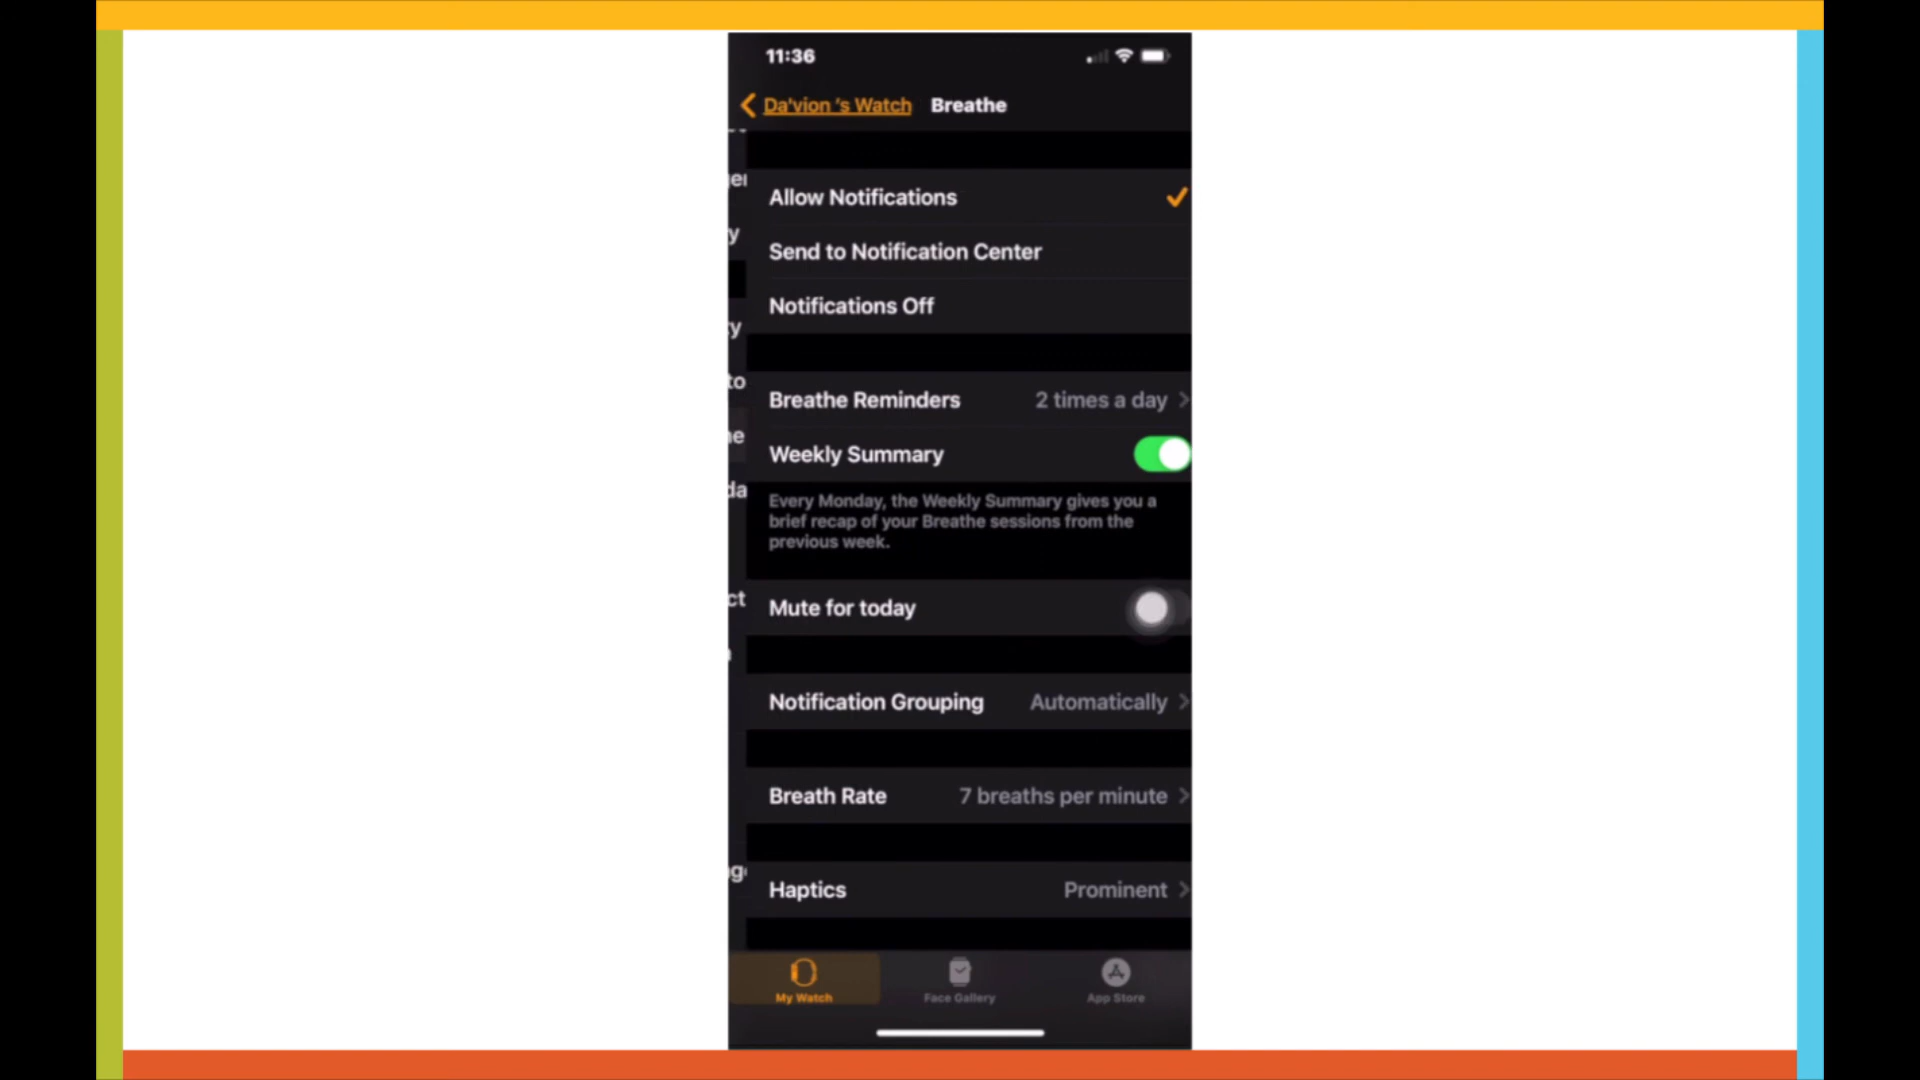 11:36
Da'vion 's Watch Breathe
Allow Notifications
Send to Notification Center
Notifications Off
Breathe Reminders 2 times a day
Weekly Summary
Every Monday, the Weekly Summary gives you a
brief recap of your Breathe sessions from the
previous week.
Mute for today
Notification Grouping Automatically
Breath Rate 7 breaths per minute
Haptics Prominent
My Watch Face Gallery App Store